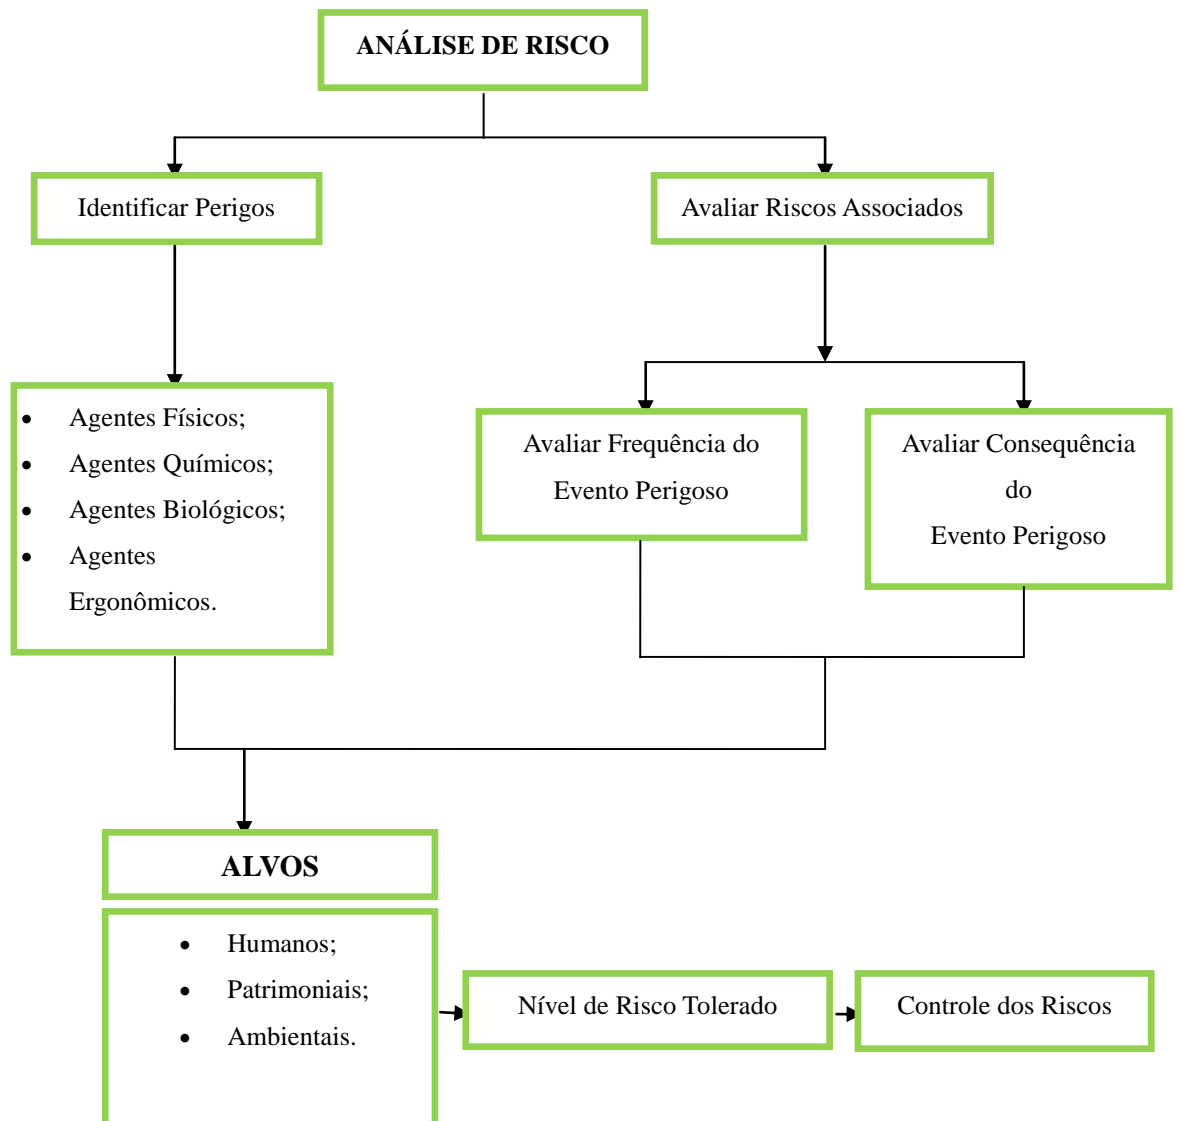 ANÁLISE DE RISCO
Identificar Perigos
Avaliar Riscos Associados
• Agentes Físicos;
• Agentes Químicos;
• Agentes Biológicos;
• Agentes
Ergonômicos.
Avaliar Frequência do
Evento Perigoso
Avaliar Consequência
do
Evento Perigoso
ALVOS
• Humanos;
• Patrimoniais;
• Ambientais.
Nível de Risco Tolerado
Controle dos Riscos